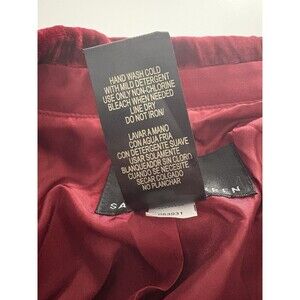 HAND WASH COLD
WITH MILD DETERGENT
USE ONLY NON-CHLORINE
BLEACH WHEN NEEDED
LINE DRY
DO NOT IRON/
LAVAR A MANO
CON AGUA FRIA
CON DETERGENTE SUAVE
USAR SOLAMENTE
BLANQUEADOR SIN CLORO
CUANDO SE NECESITE
SECAR COLGADO
NO PLANCHAR